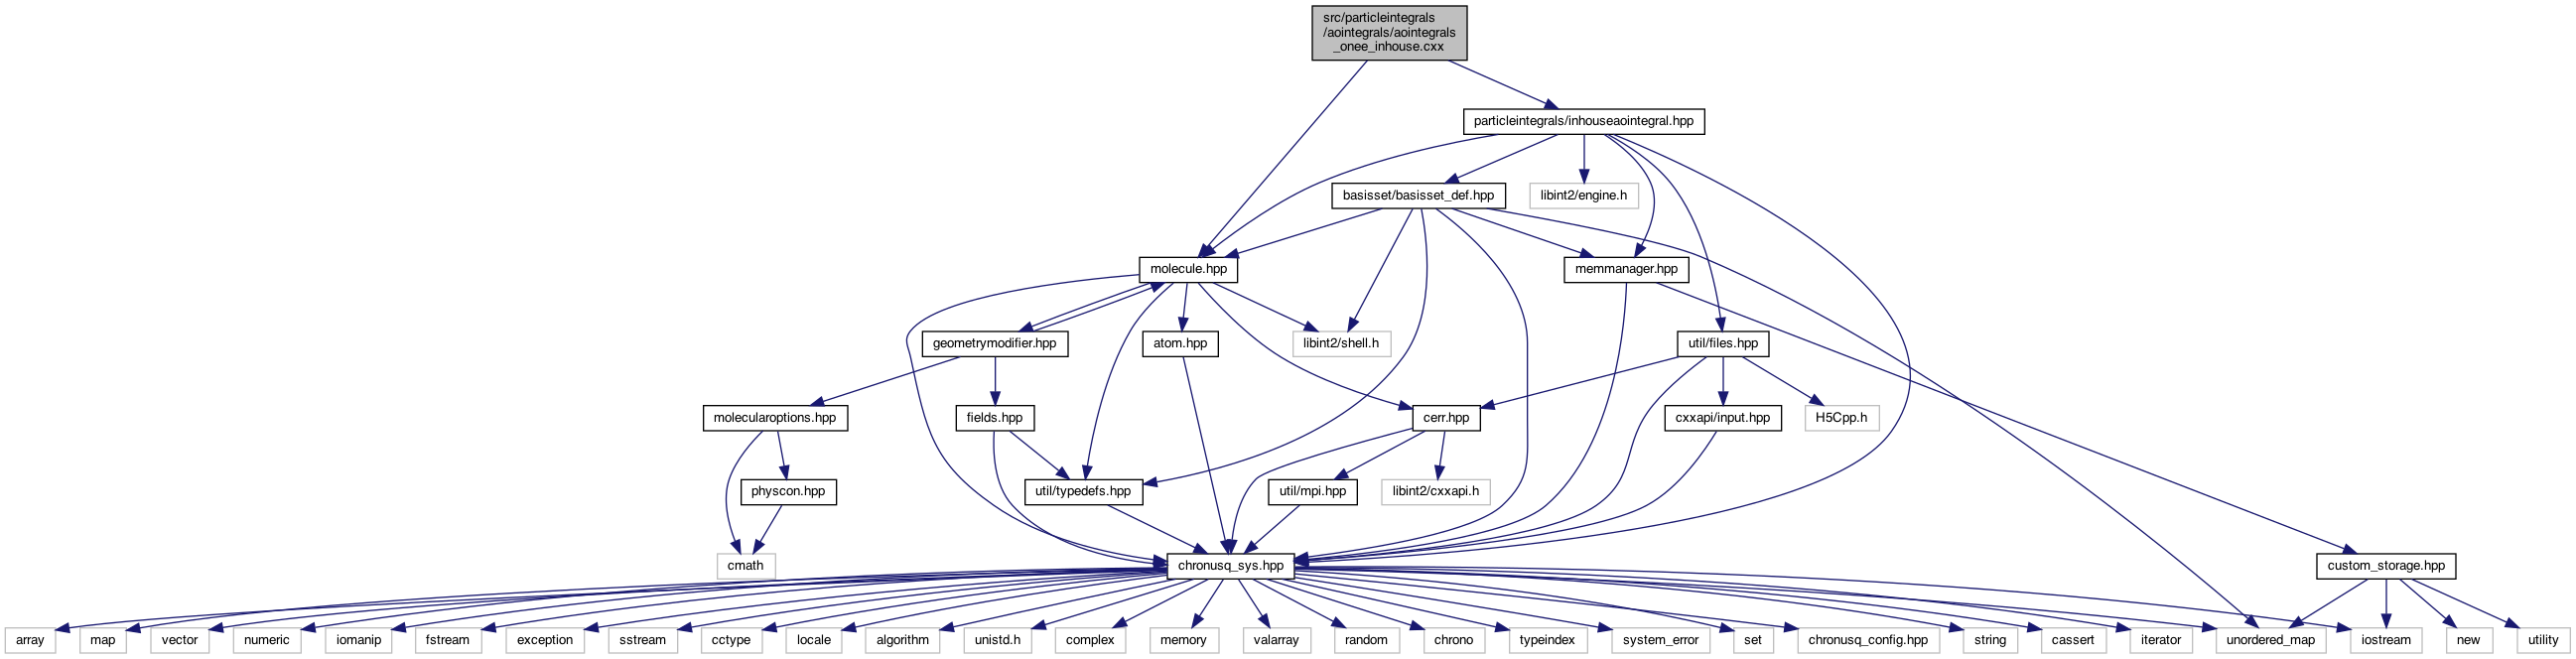 src/particleintegrals
/aointegrals/aointegrals
_onee_inhouse.cxx
particleintegrals/inhouseaointegral.hpp
basisset/basisset_def.hpp
libint2/engine.h
molecule.hpp
memmanager.hpp
geometrymodifier.hpp
atom.hpp
libint2/shell.h
util/files.hpp
molecularoptions.hpp
fields.hpp
cerr.hpp
cxxapi/input.hpp
H5Cpp.h
physcon.hpp
util/typedefs.hpp
util/mpi.hpp
libint2/cxxapi.h
cmath
chronusq_sys.hpp
custom_storage.hpp
array
map
vector
numeric
iomanip
fstream
exception
sstream
cctype
locale
algorithm
unistd.h
complex
memory
valarray
random
chrono
typeindex
system_error
set
chronusq_config.hpp
string
cassert
iterator
unordered_map
iostream
new
utility